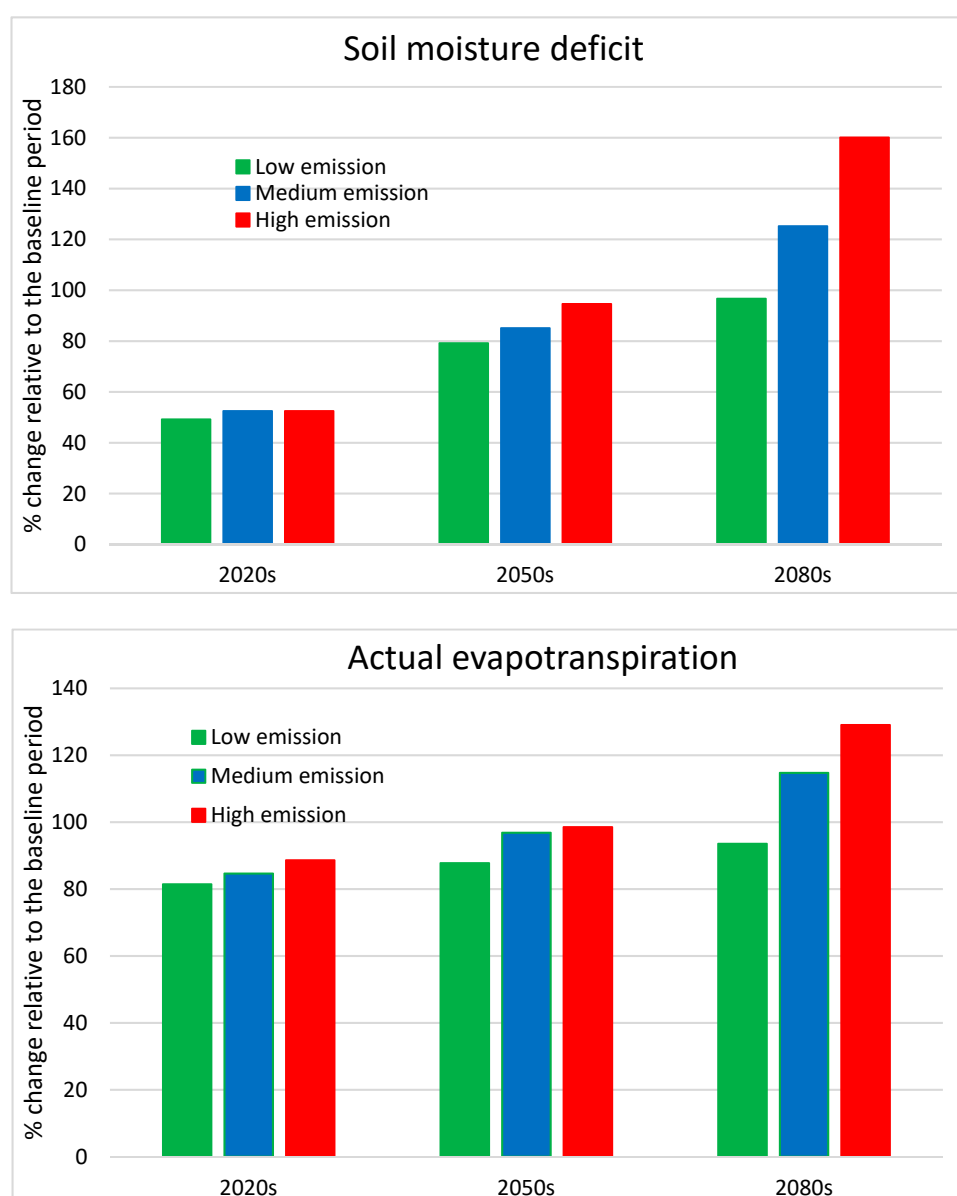 Soil moisture deficit
% change relative to the baseline period
180
160
140
120
100
80
60
40
20
0
Low emission
Medium emission
High emission
2020s 2050s 2080s
Actual evapotranspiration
% change relative to the baseline period
140
120
100
80
60
40
20
0
Low emission
Medium emission
High emission
2020s 2050s 2080s